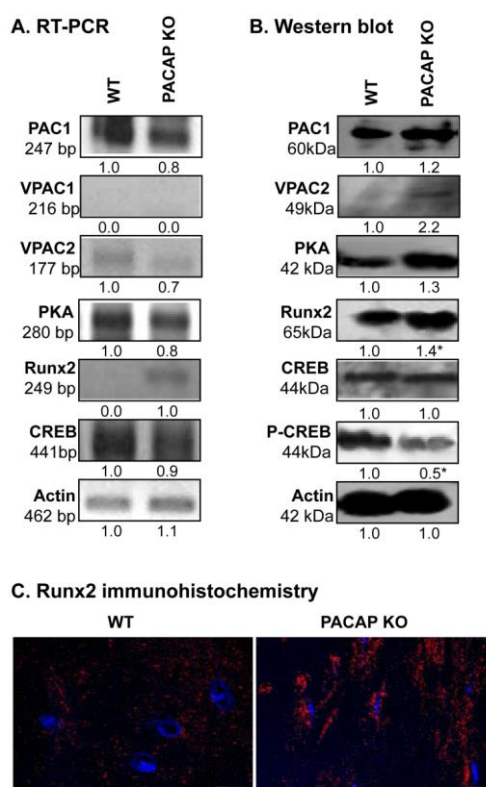 A. RT-PCR
WT
PACAP KO
PAC1
247 bp
1.0 0.8
VPAC1
216 bp
0.0 0.0
VPAC2
177 bp
1.0 0.7
PKA
280 bp
1.0 0.8
Runx2
249 bp
0.0 1.0
CREB
441bp
1.0 0.9
Actin
462 bp
1.0 1.1
B. Western blot
WT
PACAP KO
PAC1
60kDa
1.0 1.2
VPAC2
49kDa
1.0 2.2
PKA
42 kDa
1.0 1.3
Runx2
65kDa
1.0 1.4*
CREB
44kDa
1.0 1.0
P-CREB
44kDa
1.0 0.5*
Actin
42 kDa
1.0 1.0
C. Runx2 immunohistochemistry
WT PACAP KO